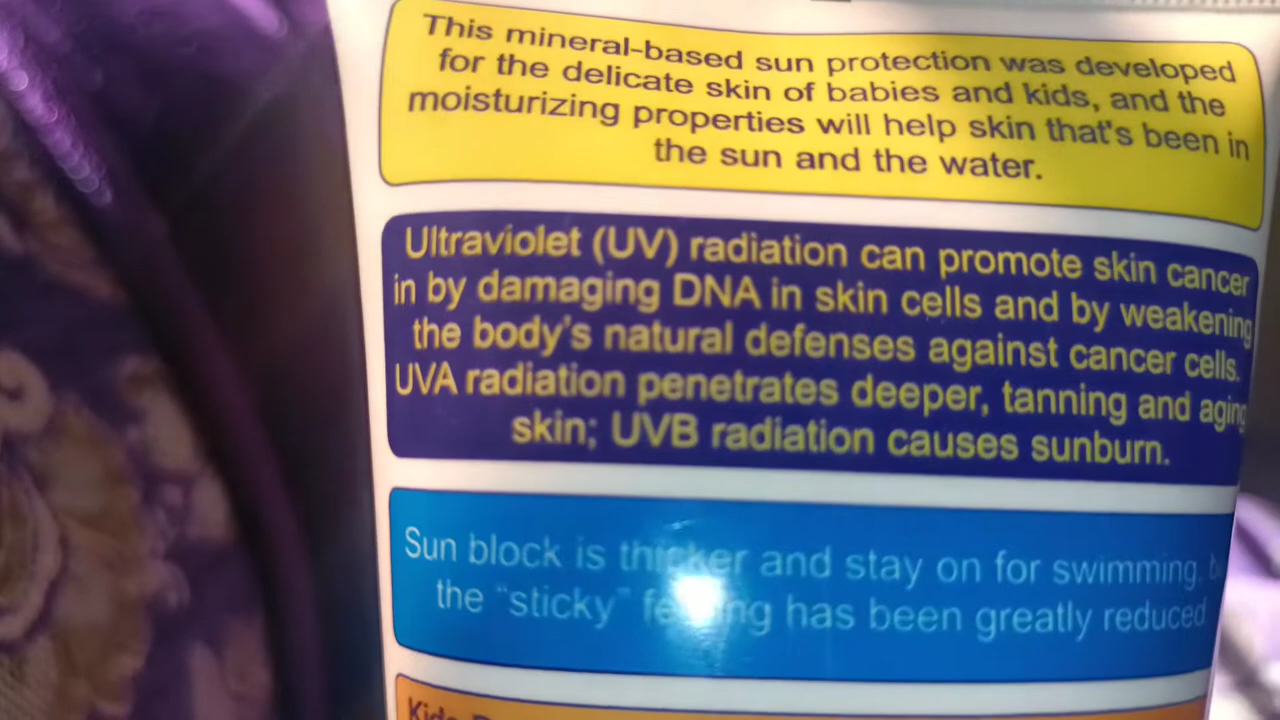 This mineral-based sun protection was developed
for the delicate skin of babies and kids, and the
moisturizing properties will help skin that's been in
the sun and the water.
Ultraviolet (UV) radiation can promote skin cancer
in by damaging DNA in skin cells and by weakening
the body's natural defenses against cancer cells.
UVA radiation penetrates deeper, tanning and aging
skin; UVB radiation causes sunburn.
Sun block is thicker and stay on for swimming,
the "sticky" feeling has been greatly reduced
Kids